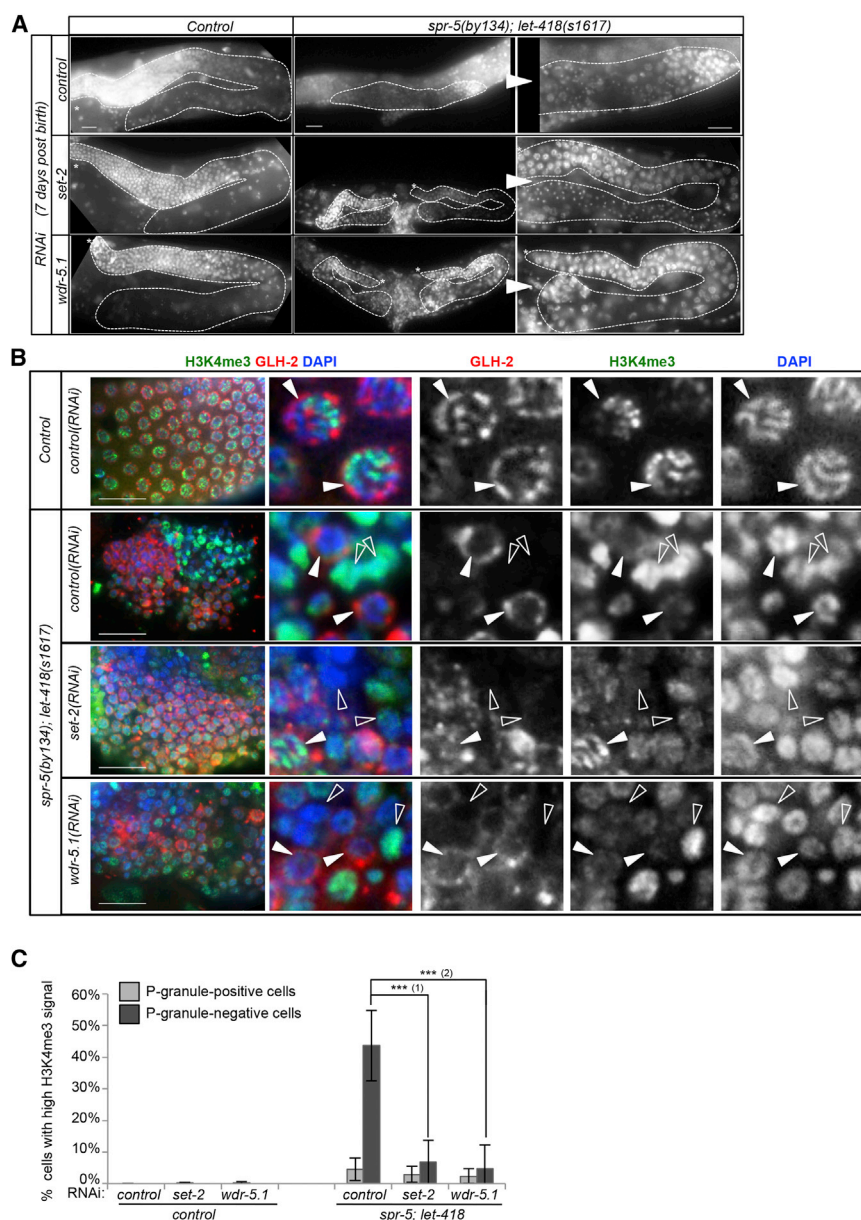 A
Control
spr-5(by134); let-418(s1617)
RNAi (7 days post birth)
control
set-2
wdr-5.1
*
*
*
*
*
*
*
*
B
H3K4me3 GLH-2 DAPI
GLH-2
H3K4me3
DAPI
Control
control(RNAi)
spr-5(by134); let-418(s1617)
control(RNAi)
set-2(RNAi)
wdr-5.1(RNAi)
C
% cells with high H3K4me3 signal
60%
50%
40%
30%
20%
10%
0%
P-granule-positive cells
P-granule-negative cells
*** (2)
*** (1)
RNAi: control set-2 wdr-5.1 control set-2 wdr-5.1
control spr-5; let-418